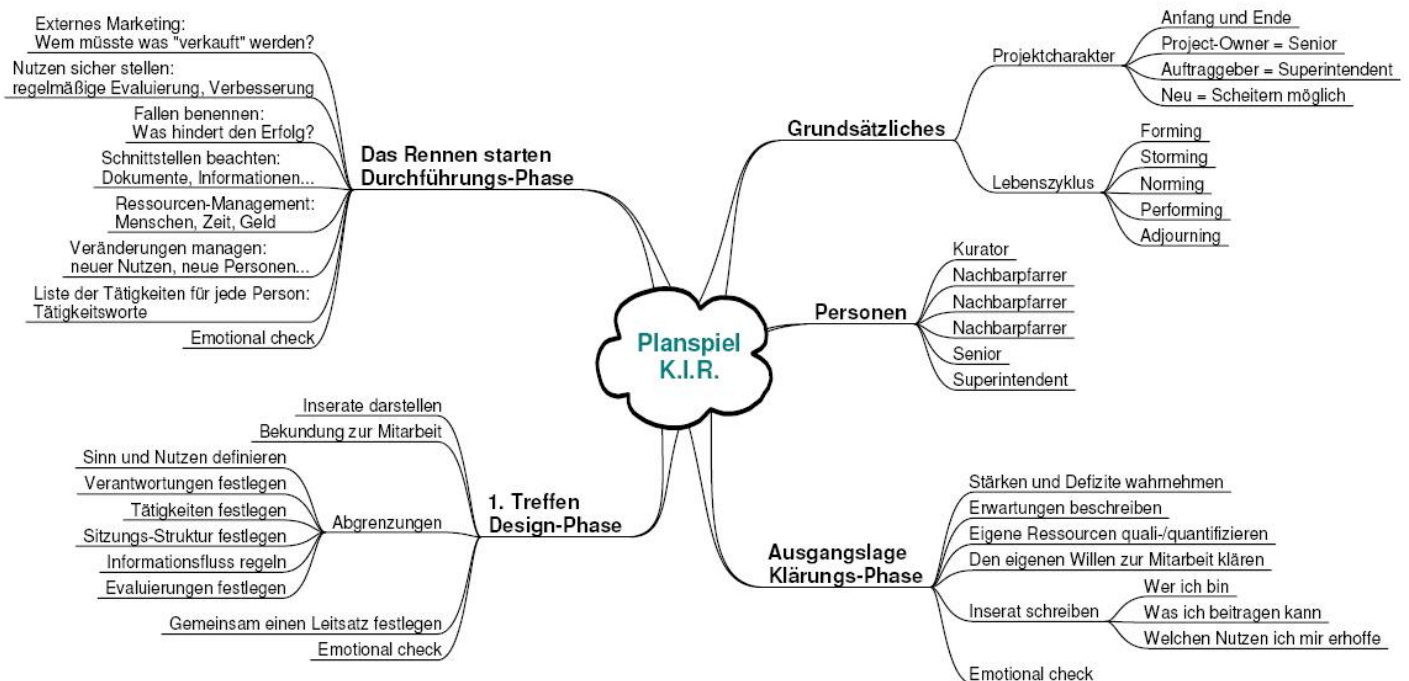 Planspiel
K.I.R.
Grundsätzliches
Projektcharakter
Anfang und Ende
Project-Owner = Senior
Auftraggeber = Superintendent
Neu = Scheitern möglich
Lebenszyklus
Forming
Storming
Norming
Performing
Adjourning
Personen
Kurator
Nachbarpfarrer
Nachbarpfarrer
Nachbarpfarrer
Senior
Superintendent
Ausgangslage
Klärungs-Phase
Stärken und Defizite wahrnehmen
Erwartungen beschreiben
Eigene Ressourcen quali-/quantifizieren
Den eigenen Willen zur Mitarbeit klären
Inserat schreiben
Wer ich bin
Was ich beitragen kann
Welchen Nutzen ich mir erhoffe
Emotional check
1. Treffen
Design-Phase
Inserate darstellen
Bekundung zur Mitarbeit
Abgrenzungen
Sinn und Nutzen definieren
Verantwortungen festlegen
Tätigkeiten festlegen
Sitzungs-Struktur festlegen
Informationsfluss regeln
Evaluierungen festlegen
Gemeinsam einen Leitsatz festlegen
Emotional check
Das Rennen starten
Durchführungs-Phase
Externes Marketing:
Wem müsste was "verkauft" werden?
Nutzen sicher stellen:
regelmäßige Evaluierung, Verbesserung
Fallen benennen:
Was hindert den Erfolg?
Schnittstellen beachten:
Dokumente, Informationen...
Ressourcen-Management:
Menschen, Zeit, Geld
Veränderungen managen:
neuer Nutzen, neue Personen...
Liste der Tätigkeiten für jede Person:
Tätigkeitsworte
Emotional check